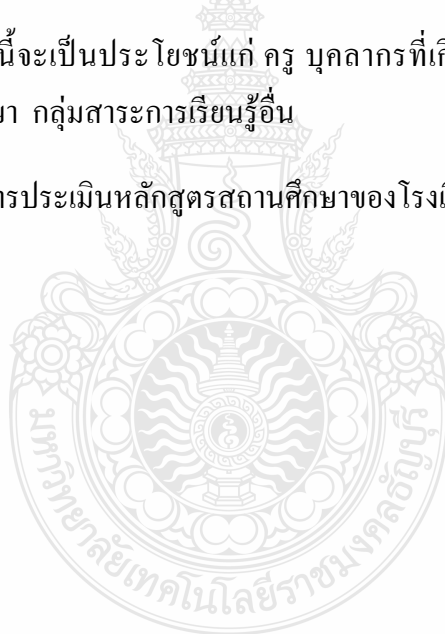 นี้จะเป็นประโยชน์แก่ ครู บุคลากรที่เกี
ษา กลุ่มสาระการเรียนรู้อื่น
ารประเมินหลักสูตรสถานศึกษาของโรงเรี
มหาวิทยาลัยเทคโนโลยีราชมงคลธัญบุรี